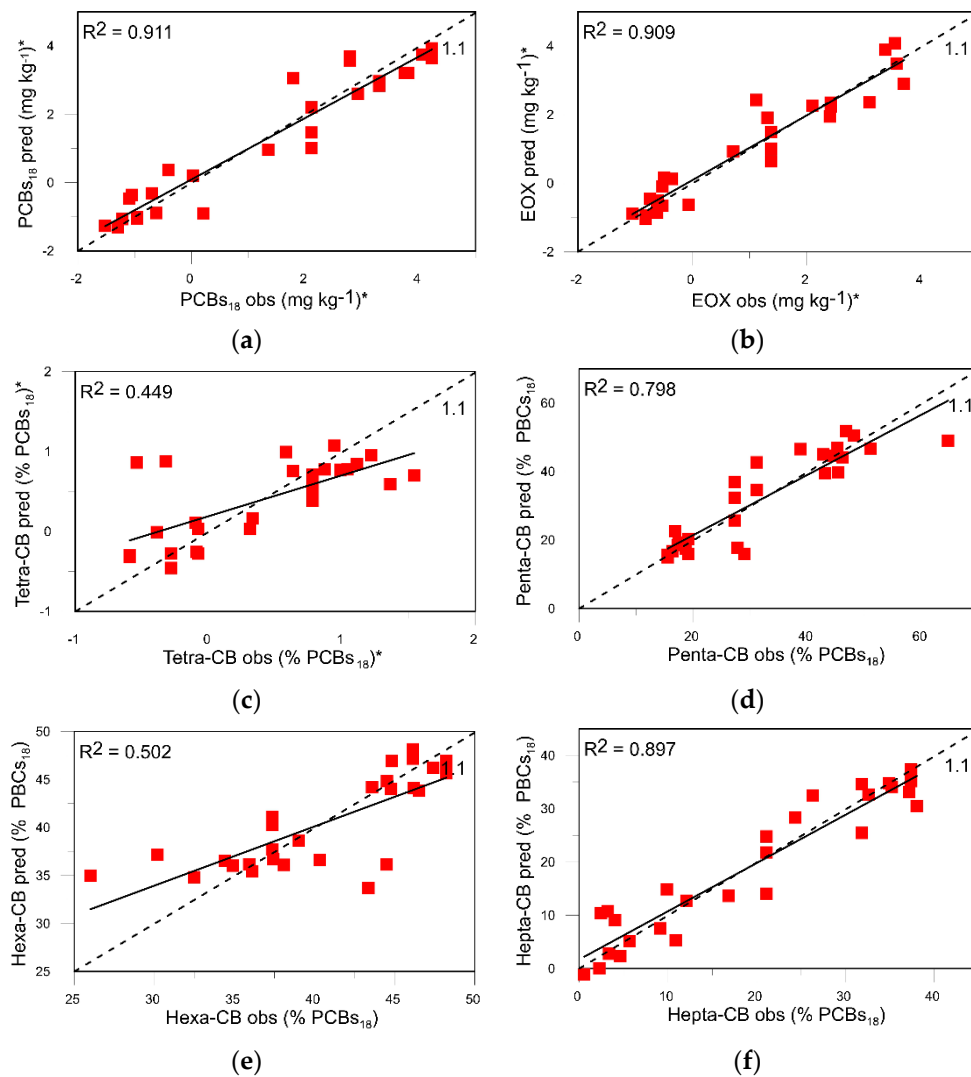 R² = 0.911
1.1
PCBs₁₈ pred (mg kg⁻¹)*
4
2
0
-2
-2 0 2 4
PCBs₁₈ obs (mg kg⁻¹)*
(a)
R² = 0.909
1.1
EOX pred (mg kg⁻¹)*
4
2
0
-2
-2 0 2 4
EOX obs (mg kg⁻¹)*
(b)
R² = 0.449
1.1
Tetra-CB pred (% PCBs₁₈)*
2
1
0
-1
-1 0 1 2
Tetra-CB obs (% PCBs₁₈)*
(c)
R² = 0.798
1.1
Penta-CB pred (% PBCs₁₈)
60
40
20
0
0 20 40 60
Penta-CB obs (% PCBs₁₈)
(d)
R² = 0.502
1.1
Hexa-CB pred (% PBCs₁₈)
50
45
40
35
30
25
25 35 40 45 50
Hexa-CB obs (% PCBs₁₈)
(e)
R² = 0.897
1.1
Hepta-CB pred (% PBCs₁₈)
40
30
20
10
0
0 10 20 30 40
Hepta-CB obs (% PCBs₁₈)
(f)